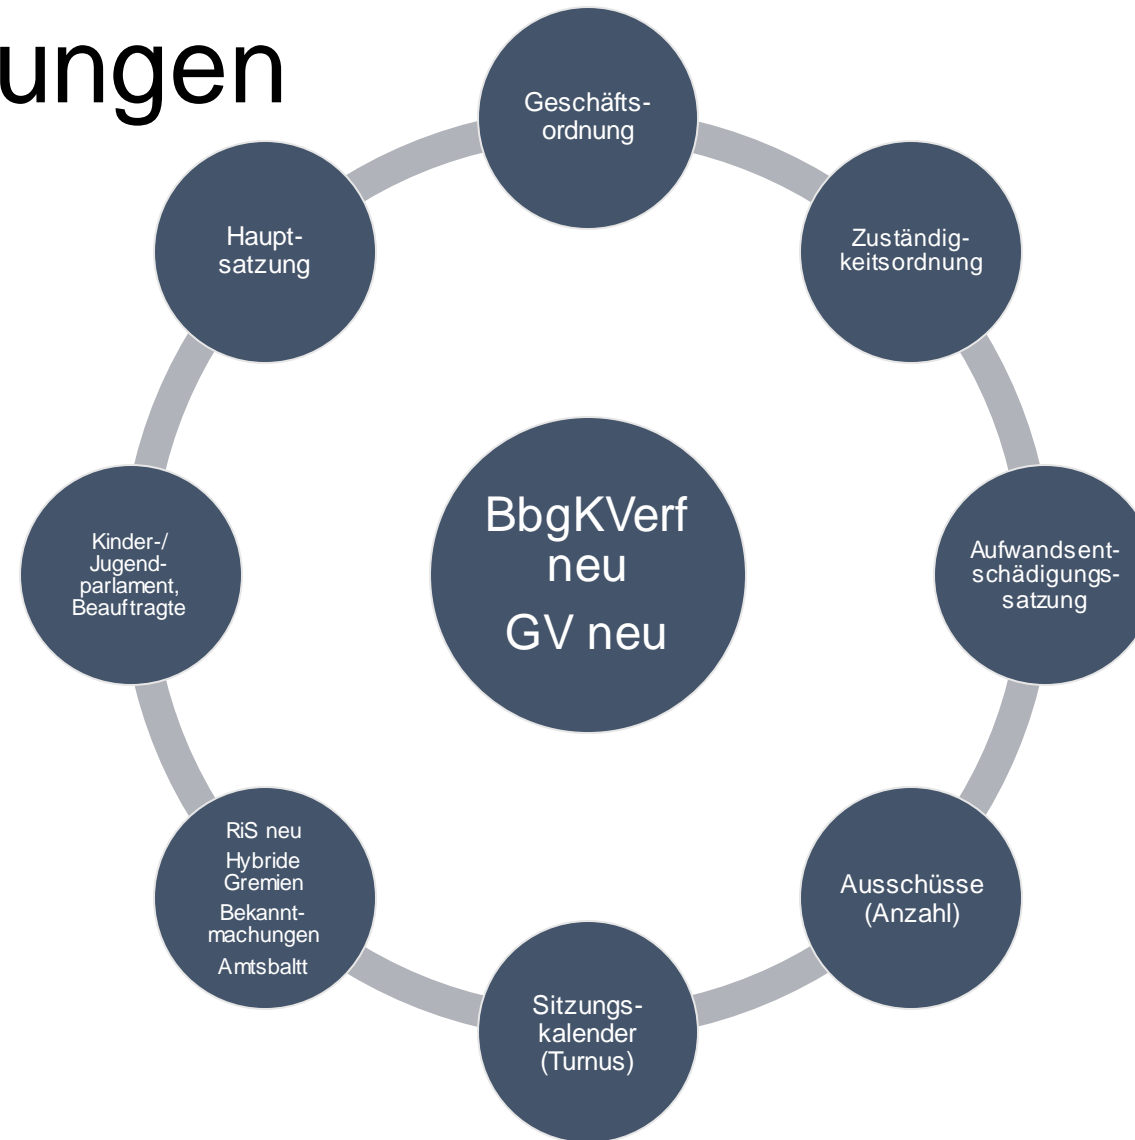 ungen
Geschäfts-
ordnung
Zuständig-
keitsordnung
Aufwandsent-
schädigungs-
satzung
Ausschüsse
(Anzahl)
Sitzungs-
kalender
(Turnus)
RiS neu
Hybride
Gremien
Bekannt-
machungen
Amtsbaltt
Kinder-/
Jugend-
parlament,
Beauftragte
Haupt-
satzung
BbgKVerf
neu
GV neu